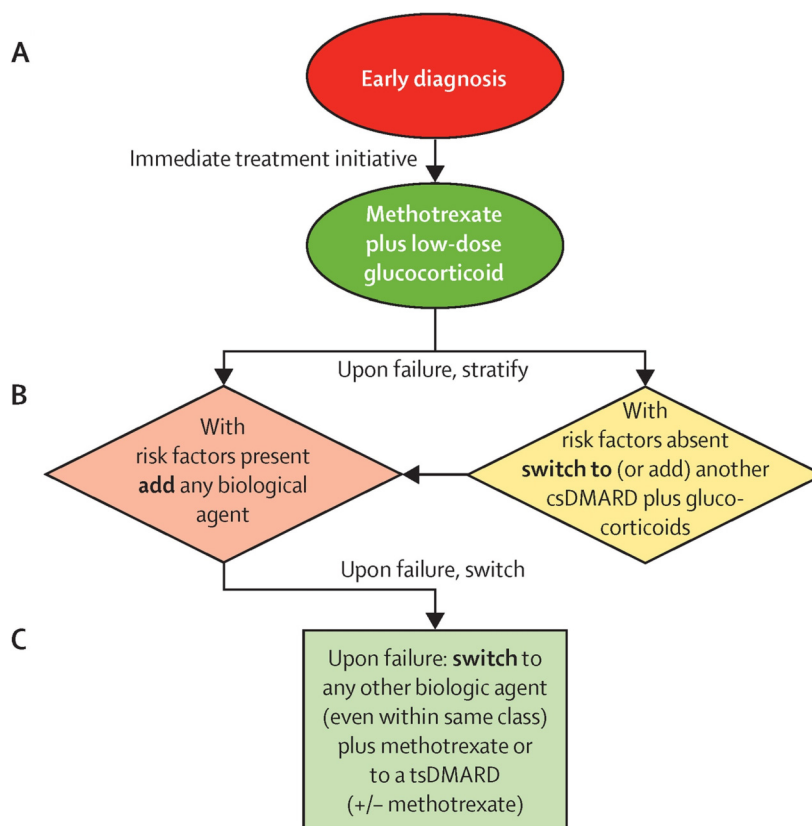 A
Early diagnosis
Immediate treatment initiative
Methotrexate
plus low-dose
glucocorticoid
Upon failure, stratify
B
With
risk factors present
add any biological
agent
With
risk factors absent
switch to (or add) another
csDMARD plus gluco-
corticoids
Upon failure, switch
C
Upon failure: switch to
any other biologic agent
(even within same class)
plus methotrexate or
to a tsDMARD
(+/– methotrexate)